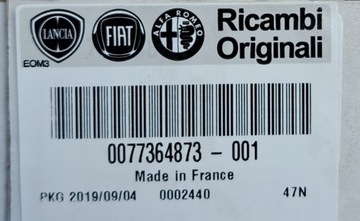 LANCIA FIAT ALFA ROMEO Ricambi
Originali
EOM3
0077364873 - 001
Made in France
PKG 2019/09/04 0002440 47N